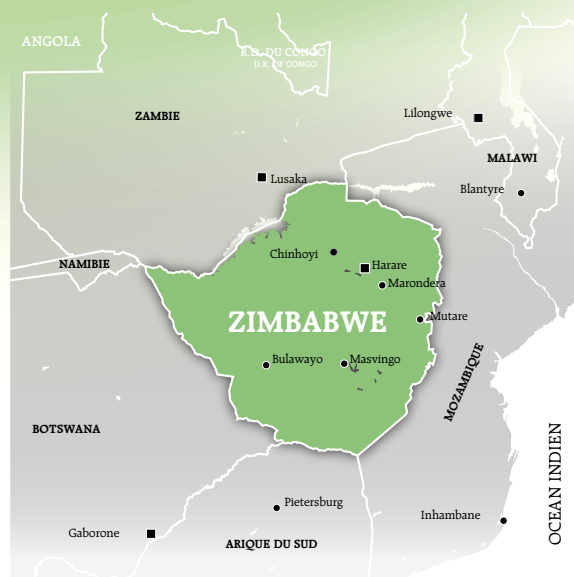 ANGOLA
R.D. DU CONGO
D.R. OF CONGO
ZAMBIE
Lilongwe
MALAWI
Lusaka
Blantyre
Chinhoyi
Harare
NAMIBIE
Marondera
ZIMBABWE
Mutare
Bulawayo
Masvingo
MOZAMBIQUE
BOTSWANA
OCEAN INDIEN
Pietersburg
Inhambane
Gaborone
ARIQUE DU SUD